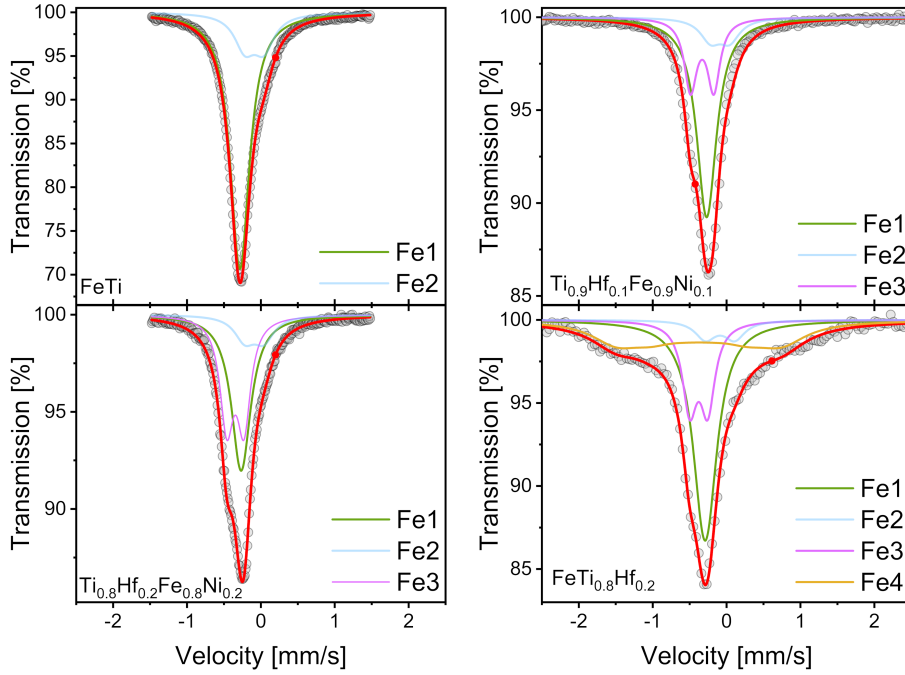 100
95
90
85
80
75
70
Transmission [%]
Fe1
Fe2
FeTi
100
95
90
85
Transmission [%]
Fe1
Fe2
Fe3
Ti0.9Hf0.1Fe0.9Ni0.1
100
95
90
Transmission [%]
Fe1
Fe2
Fe3
Ti0.8Hf0.2Fe0.8Ni0.2
-2 -1 0 1 2
Velocity [mm/s]
100
95
90
85
Transmission [%]
Fe1
Fe2
Fe3
Fe4
FeTi0.8Hf0.2
-2 -1 0 1 2
Velocity [mm/s]